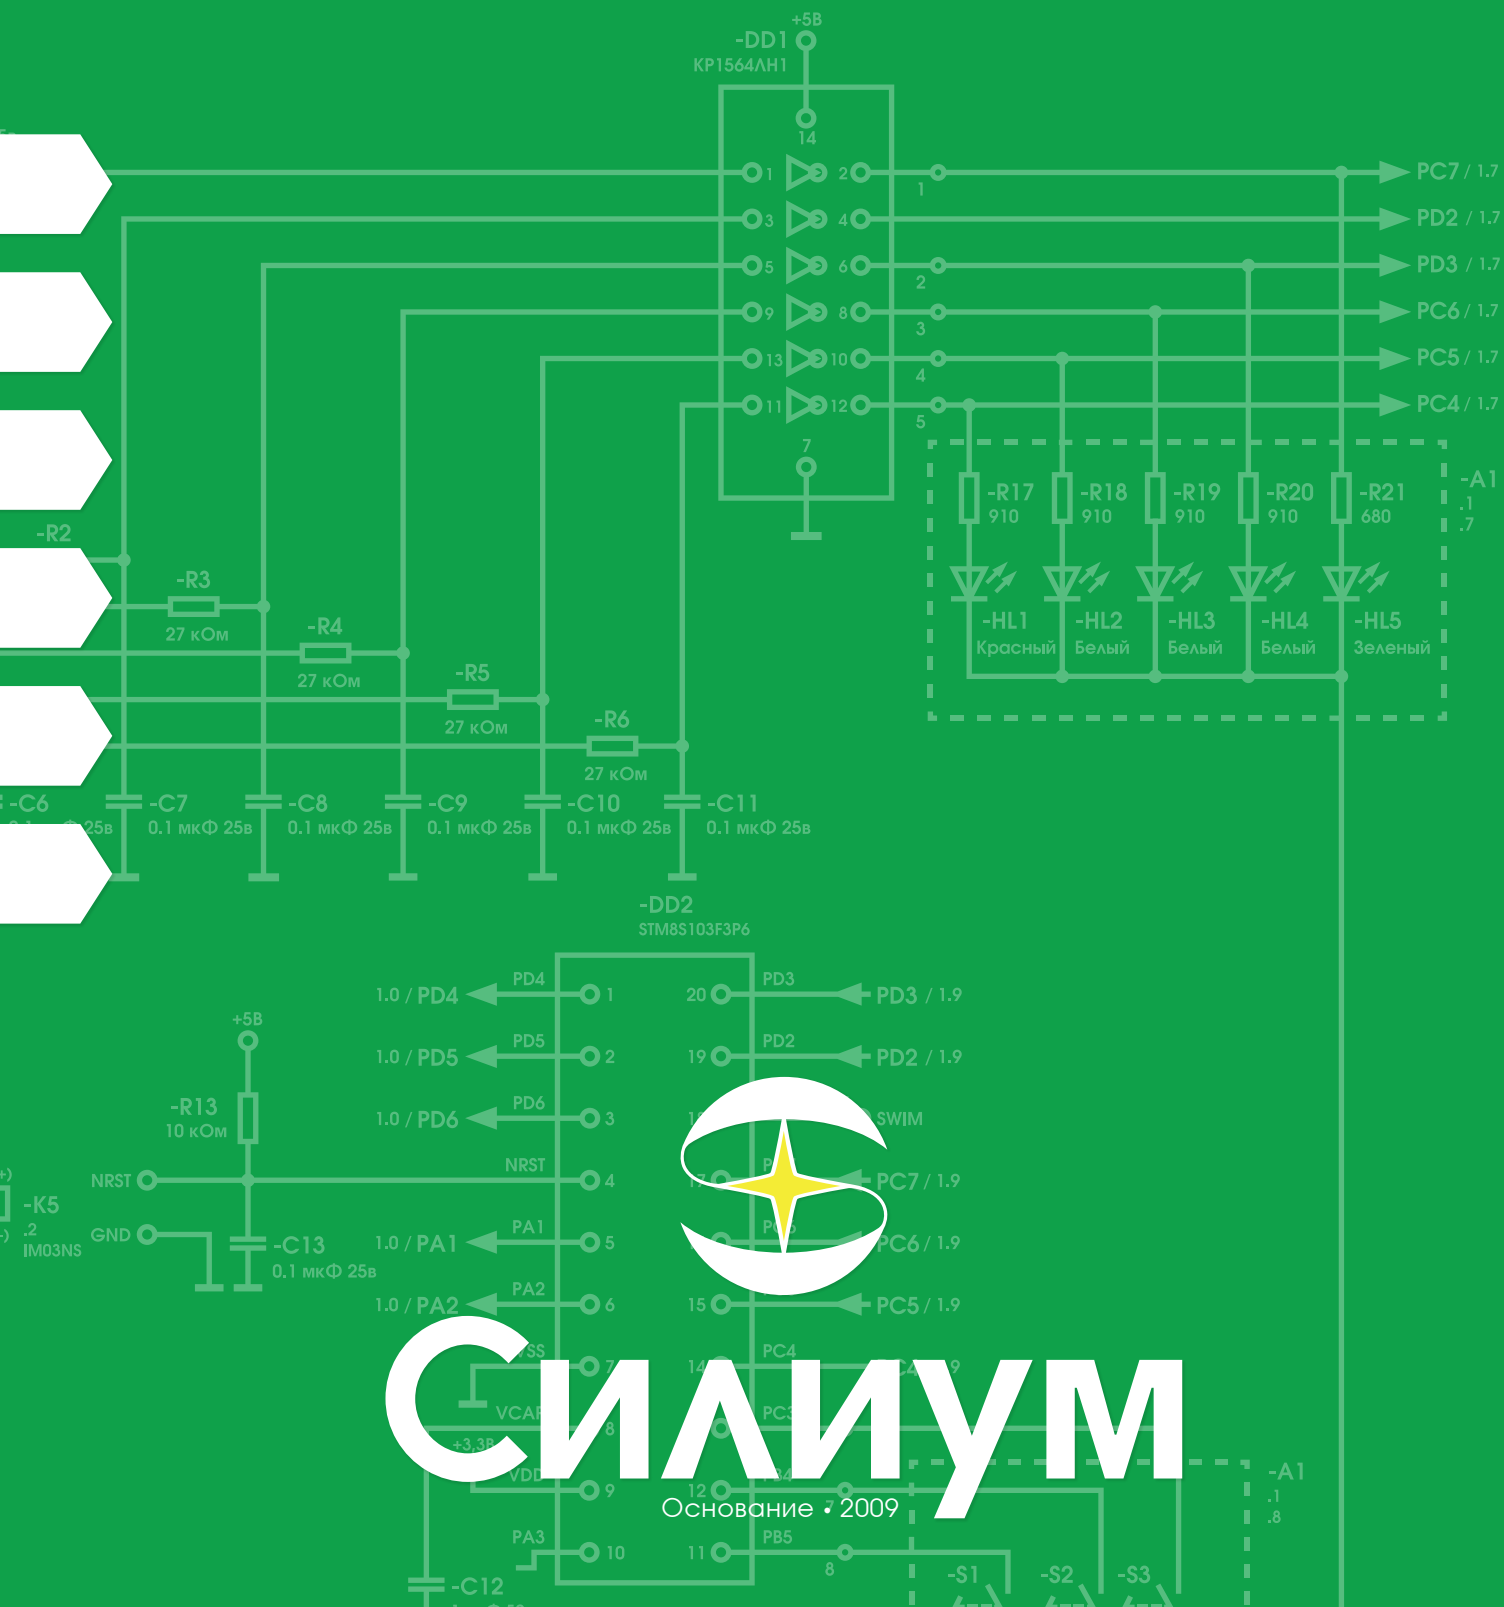 +5В
-DD1
КР1564ЛН1
14
1 2
1
PC7 / 1.7
3 4
PD2 / 1.7
5 6
2
PD3 / 1.7
9 8
3
PC6 / 1.7
13 10
4
PC5 / 1.7
11 12
5
PC4 / 1.7
7
-R17
910
-R18
910
-R19
910
-R20
910
-R21
680
-A1
.1
.7
-HL1
Красный
-HL2
Белый
-HL3
Белый
-HL4
Белый
-HL5
Зеленый
-R2
-R3
27 кОм
-R4
27 кОм
-R5
27 кОм
-R6
27 кОм
-C6
25в
-C7
0.1 мкФ 25в
-C8
0.1 мкФ 25в
-C9
0.1 мкФ 25в
-C10
0.1 мкФ 25в
-C11
0.1 мкФ 25в
-DD2
STM8S103F3P6
1.0 / PD4 PD4 1 20 PD3 PD3 / 1.9
1.0 / PD5 PD5 2 19 PD2 PD2 / 1.9
1.0 / PD6 PD6 3 SWIM
NRST NRST 4 17 PC7 / 1.9
1.0 / PA1 PA1 5 PC6 / 1.9
1.0 / PA2 PA2 6 15 PC5 / 1.9
+5В
-R13
10 кОм
GND
-C13
0.1 мкФ 25в
-K5
.2
IM03NS
7 14 PC4
8 PC3
+3,3В
VDD 9 12
PA3 10 11 PB5
8
Силиум
Основание • 2009
-A1
.1
.8
-C12
-S1
-S2
-S3